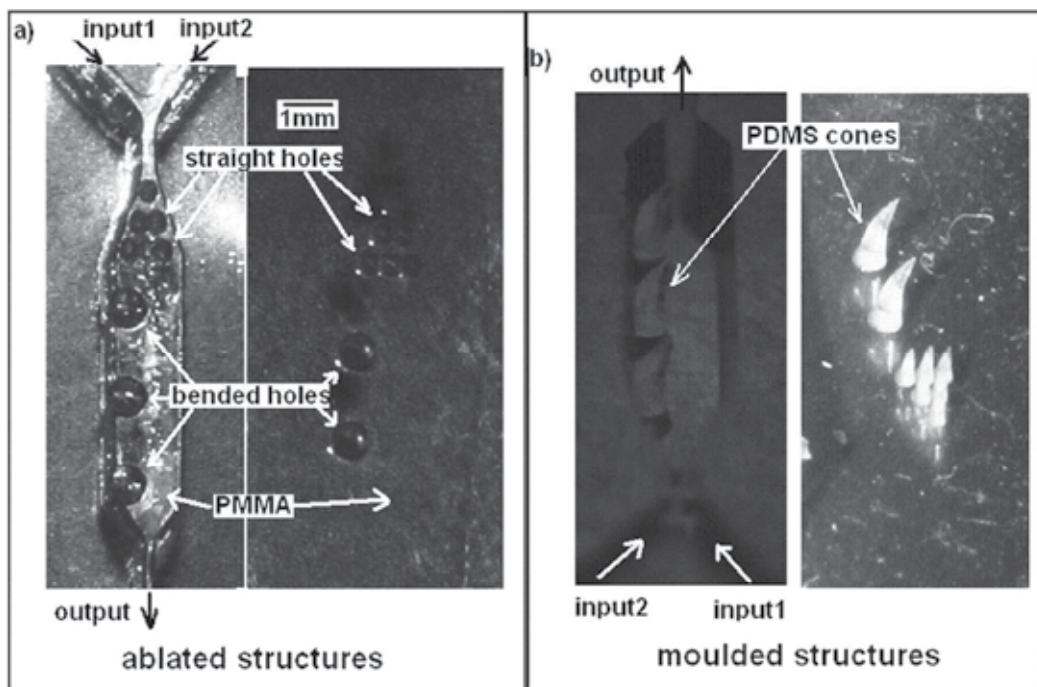 a)
input1
input2
1mm
straight holes
bended holes
PMMA
output
ablated structures
b)
output
PDMS cones
input2
input1
moulded structures